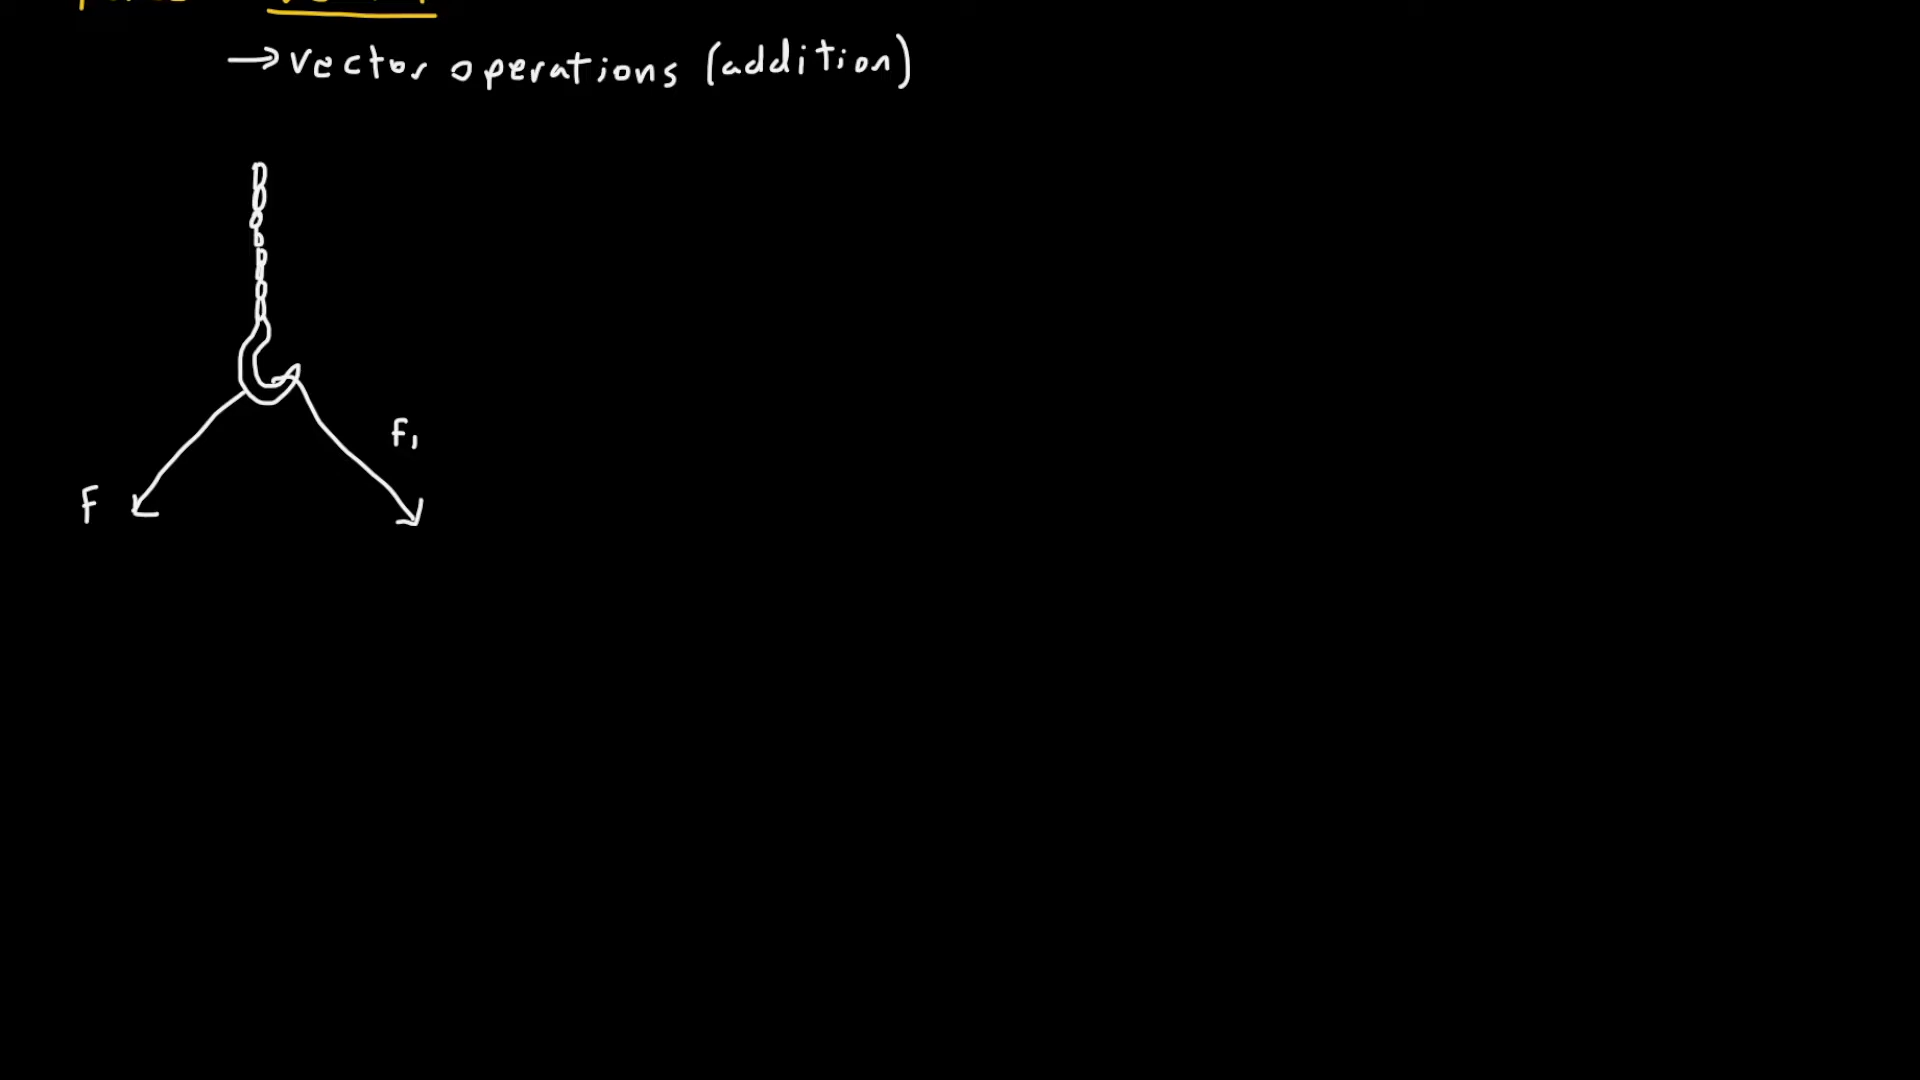 → vector operations (addition)
F₁
F